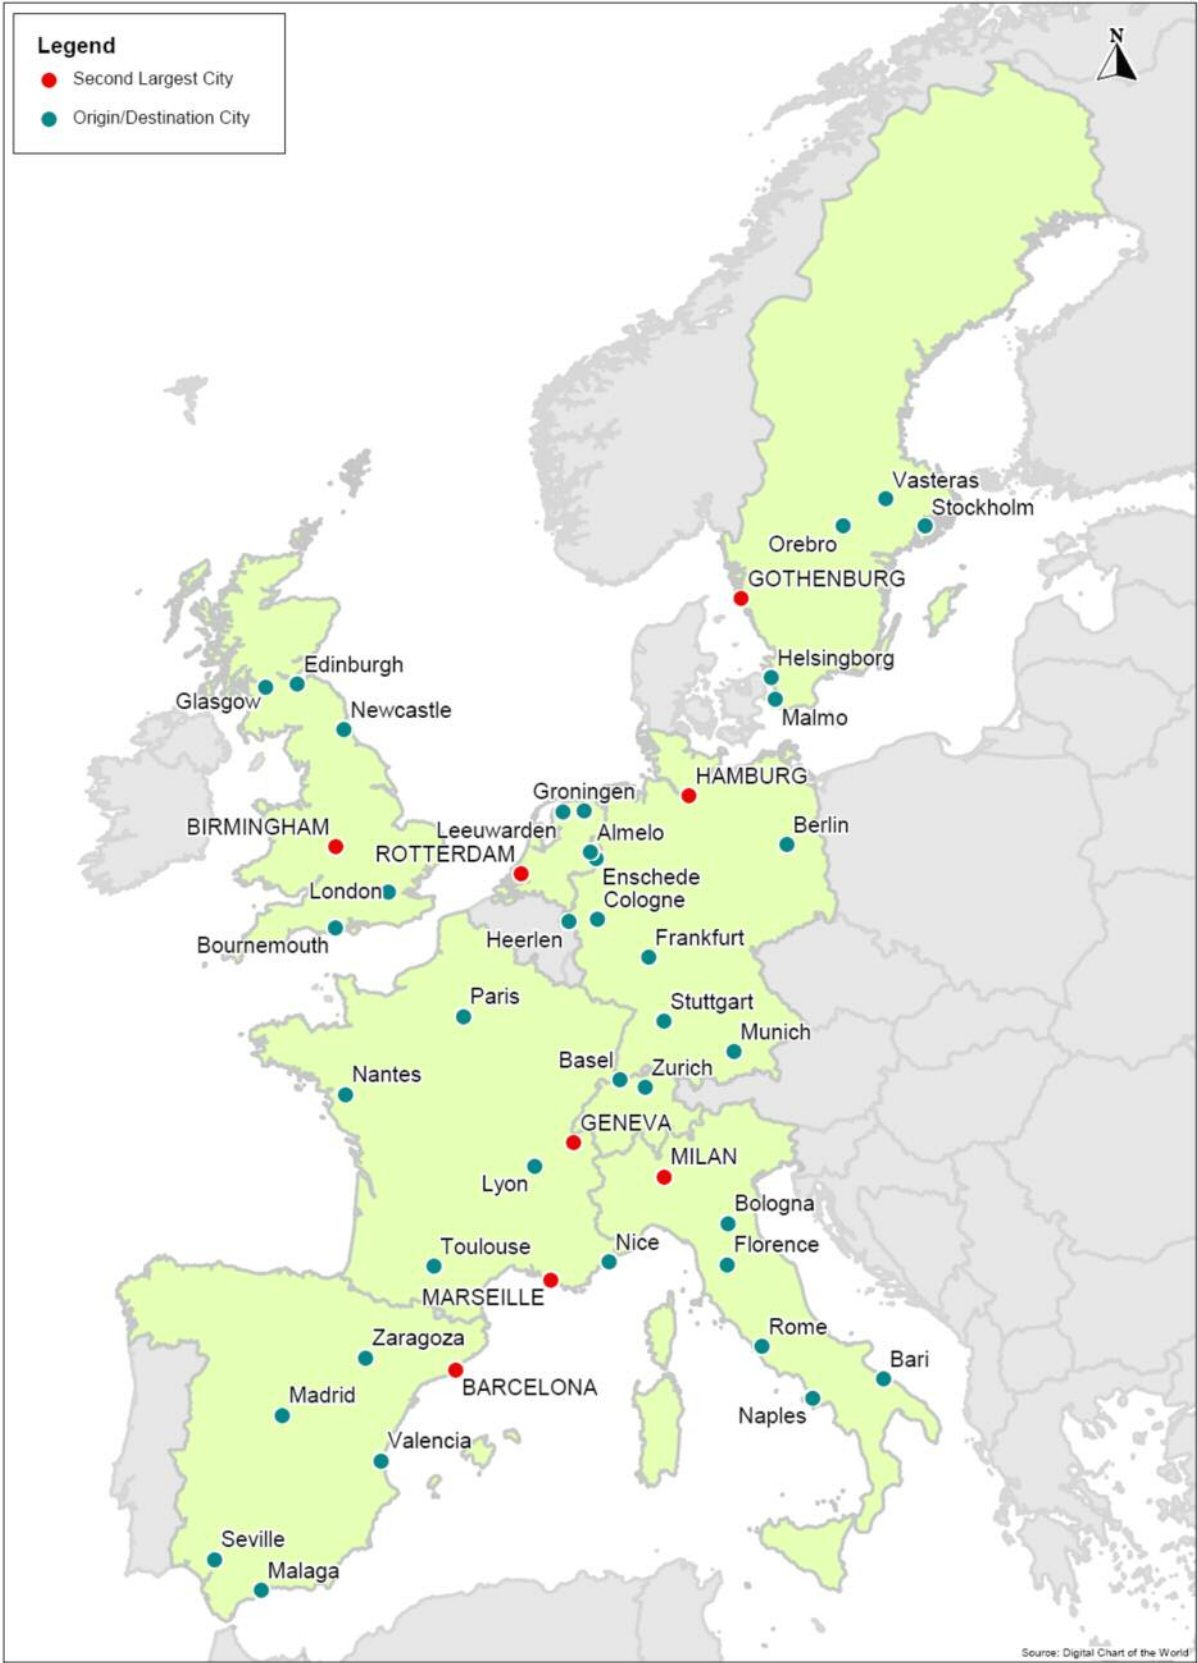 Legend
Second Largest City
Origin/Destination City
N
Vasteras
Stockholm
Orebro
GOTHENBURG
Helsingborg
Edinburgh
Glasgow
Newcastle
Malmo
HAMBURG
Groningen
BIRMINGHAM
Leeuwarden
Almelo
Berlin
ROTTERDAM
Enschede
London
Cologne
Bournemouth
Heerlen
Frankfurt
Paris
Stuttgart
Munich
Basel
Zurich
Nantes
GENEVA
MILAN
Lyon
Bologna
Toulouse
Nice
Florence
MARSEILLE
Zaragoza
Rome
Bari
BARCELONA
Madrid
Naples
Valencia
Seville
Malaga
Source: Digital Chart of the World